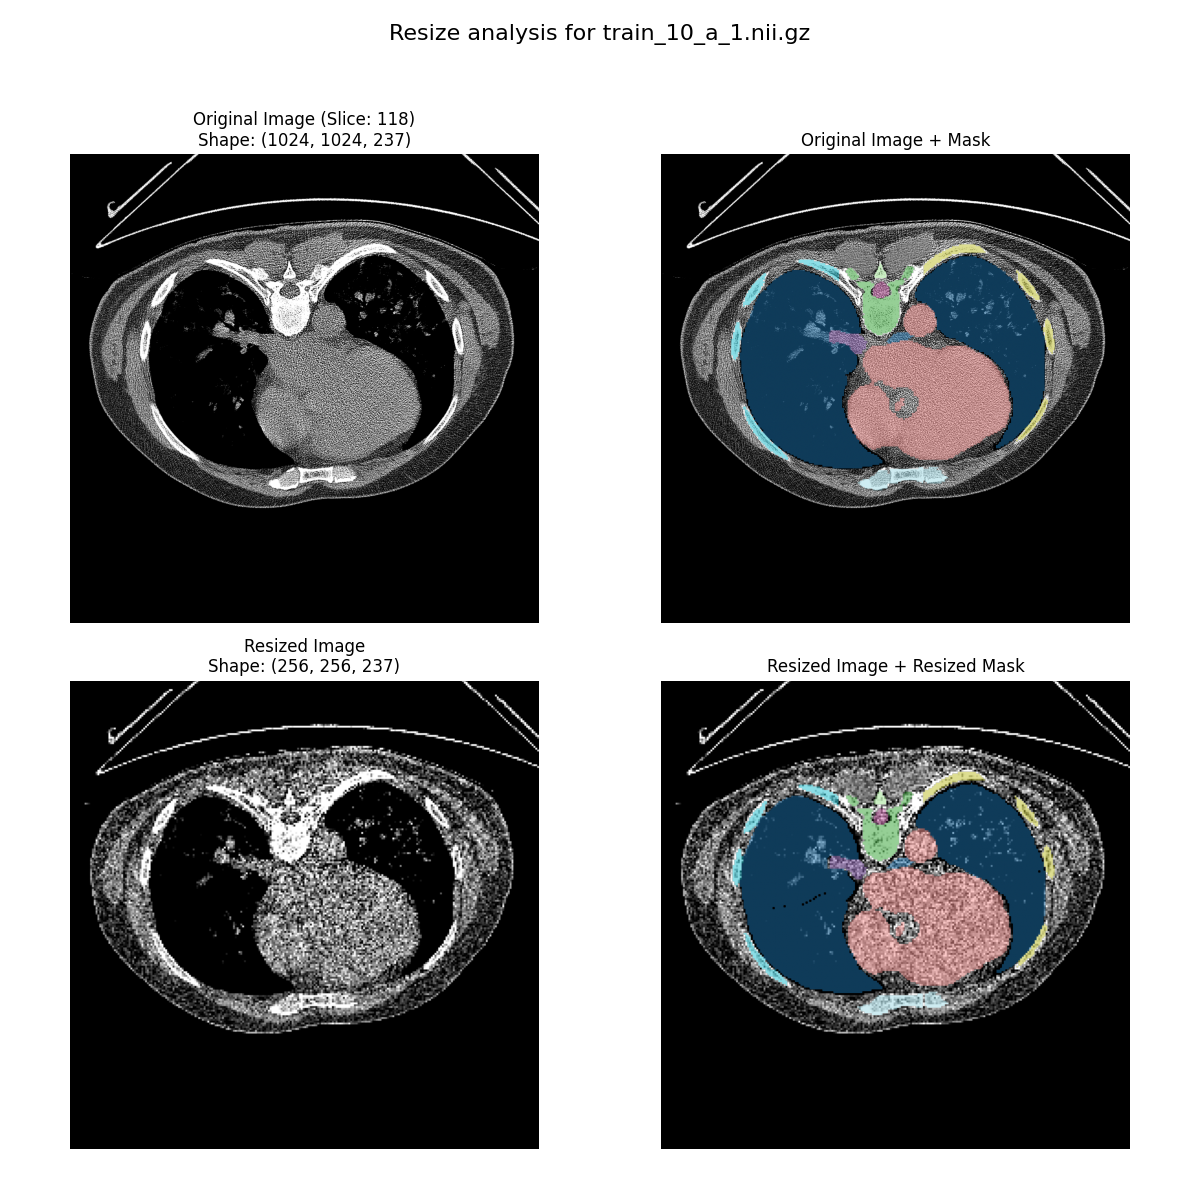 Resize analysis for train_10_a_1.nii.gz
Original Image (Slice: 118)
Shape: (1024, 1024, 237)
Original Image + Mask
Resized Image
Shape: (256, 256, 237)
Resized Image + Resized Mask